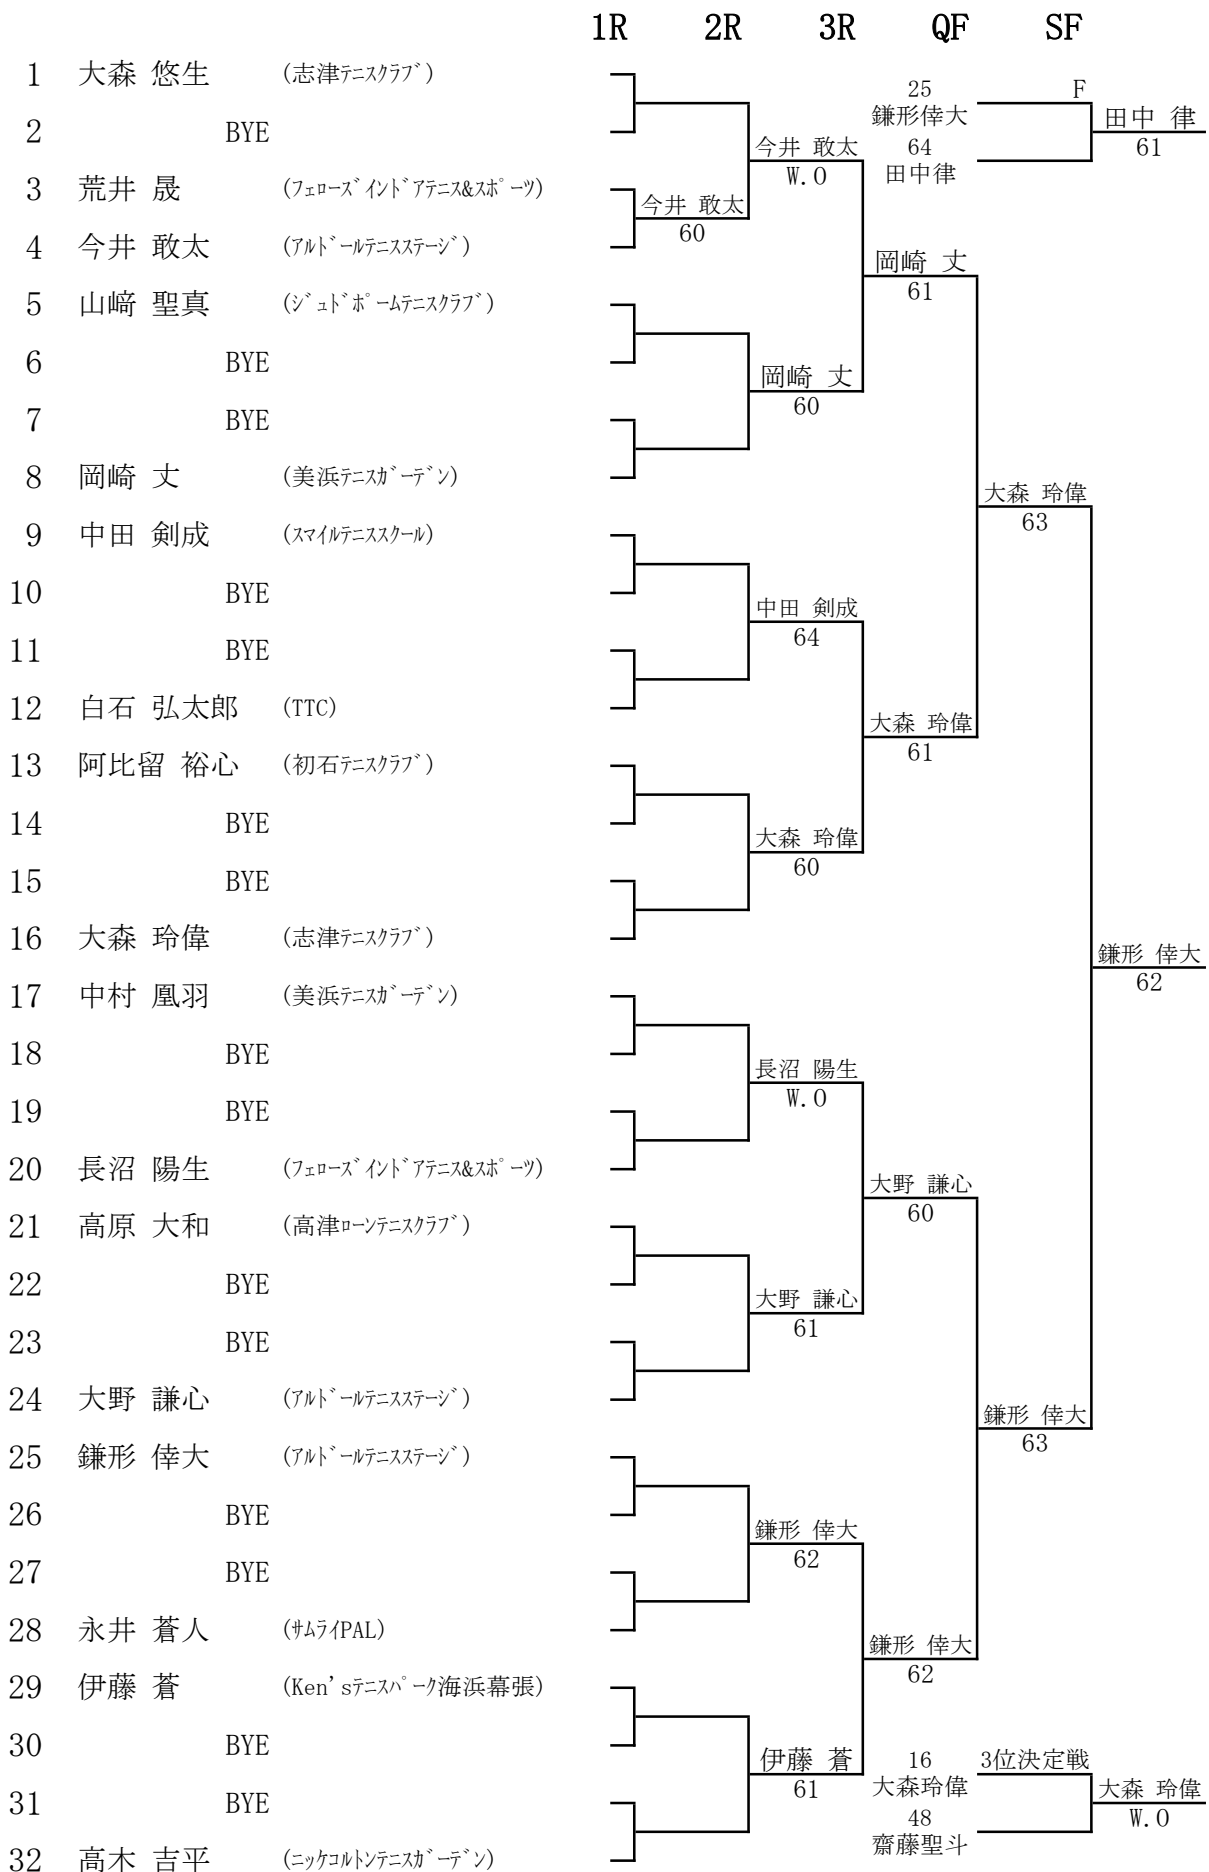 1R 2R 3R QF SF
1 大森 悠生 (志津ﾃﾆｽｸﾗﾌﾞ)
2 BYE
3 荒井 晟 (ﾌｪﾛｰｽﾞｲﾝﾄﾞｱﾃﾆｽ&ｽﾎﾟｰﾂ)
4 今井 敢太 (ｱﾙﾄﾞｰﾙﾃﾆｽｽﾃｰｼﾞ)
5 山﨑 聖真 (ｼﾞｭﾄﾞﾎﾟｰﾑﾃﾆｽｸﾗﾌﾞ)
6 BYE
7 BYE
8 岡崎 丈 (美浜ﾃﾆｽｶﾞｰﾃﾞﾝ)
9 中田 剣成 (ｽﾏｲﾙﾃﾆｽｽｸｰﾙ)
10 BYE
11 BYE
12 白石 弘太郎 (TTC)
13 阿比留 裕心 (初石ﾃﾆｽｸﾗﾌﾞ)
14 BYE
15 BYE
16 大森 玲偉 (志津ﾃﾆｽｸﾗﾌﾞ)
17 中村 凰羽 (美浜ﾃﾆｽｶﾞｰﾃﾞﾝ)
18 BYE
19 BYE
20 長沼 陽生 (ﾌｪﾛｰｽﾞｲﾝﾄﾞｱﾃﾆｽ&ｽﾎﾟｰﾂ)
21 高原 大和 (高津ﾛｰﾝﾃﾆｽｸﾗﾌﾞ)
22 BYE
23 BYE
24 大野 謙心 (ｱﾙﾄﾞｰﾙﾃﾆｽｽﾃｰｼﾞ)
25 鎌形 倖大 (ｱﾙﾄﾞｰﾙﾃﾆｽｽﾃｰｼﾞ)
26 BYE
27 BYE
28 永井 蒼人 (ｻﾑﾗｲPAL)
29 伊藤 蒼 (Ken'sﾃﾆｽﾊﾟｰｸ海浜幕張)
30 BYE
31 BYE
32 高木 吉平 (ﾆｯｹｺﾙﾄﾝﾃﾆｽｶﾞｰﾃﾞﾝ)
今井 敢太
60
今井 敢太
W.O
岡崎 丈
60
中田 剣成
64
大森 玲偉
60
長沼 陽生
W.O
大野 謙心
61
鎌形 倖大
62
伊藤 蒼
61
岡崎 丈
61
大森 玲偉
61
大野 謙心
60
鎌形 倖大
62
大森 玲偉
63
鎌形 倖大
63
鎌形 倖大
62
25
鎌形倖大
64
田中律
F
田中 律
61
16
大森玲偉
48
齋藤聖斗
3位決定戦
大森 玲偉
W.O